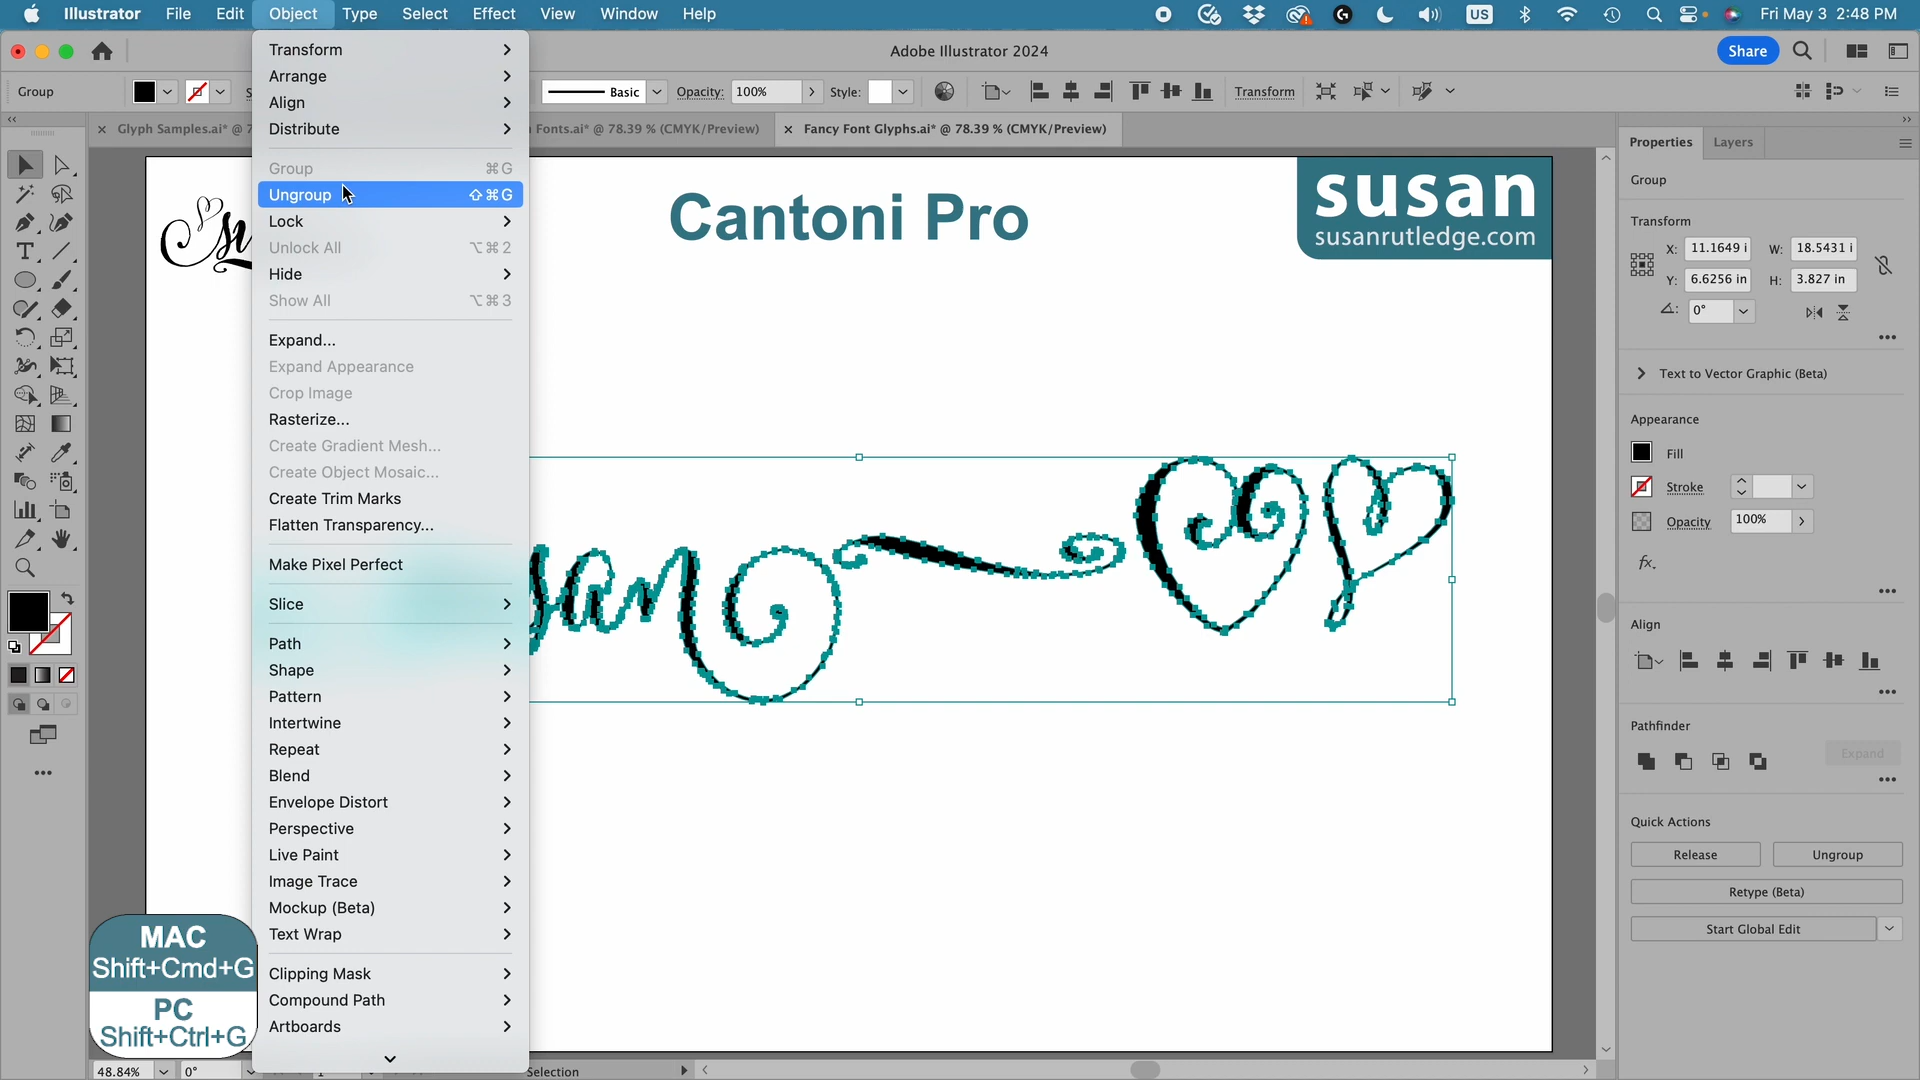 Illustrator File Edit Object Type Select Effect View Window Help US Fri May 3 2:48 PM
Adobe Illustrator 2024
Share
Group
Basic
Opacity: 100%
Style:
Transform
Glyph Samples.ai* @ 7
Fonts.ai* @ 78.39 % (CMYK/Preview)
Fancy Font Glyphs.ai* @ 78.39 % (CMYK/Preview)
Transform
Arrange
Align
Distribute
Group ⌘G
Ungroup ⇧⌘G
Lock
Unlock All ⌥⌘2
Hide
Show All ⌥⌘3
Expand...
Expand Appearance
Crop Image
Rasterize...
Create Gradient Mesh...
Create Object Mosaic...
Create Trim Marks
Flatten Transparency...
Make Pixel Perfect
Slice
Path
Shape
Pattern
Intertwine
Repeat
Blend
Envelope Distort
Perspective
Live Paint
Image Trace
Mockup (Beta)
Text Wrap
Clipping Mask
Compound Path
Artboards
Cantoni Pro
susan
susanrutledge.com
MAC
Shift+Cmd+G
PC
Shift+Ctrl+G
48.84% 0° Selection
Properties Layers
Group
Transform
X: 11.1649 i W: 18.5431 i
Y: 6.6256 in H: 3.827 in
0°
Text to Vector Graphic (Beta)
Appearance
Fill
Stroke
Opacity 100%
fx.
Align
Pathfinder
Expand
Quick Actions
Release Ungroup
Retype (Beta)
Start Global Edit